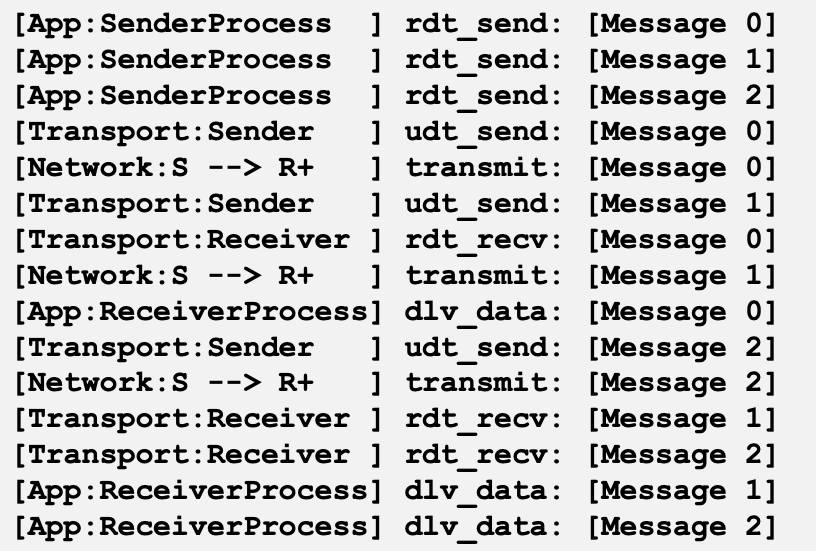 [App:SenderProcess  ] rdt_send: [Message 0]
[App:SenderProcess  ] rdt_send: [Message 1]
[App:SenderProcess  ] rdt_send: [Message 2]
[Transport:Sender   ] udt_send: [Message 0]
[Network:S --> R+   ] transmit: [Message 0]
[Transport:Sender   ] udt_send: [Message 1]
[Transport:Receiver ] rdt_recv: [Message 0]
[Network:S --> R+   ] transmit: [Message 1]
[App:ReceiverProcess] dlv_data: [Message 0]
[Transport:Sender   ] udt_send: [Message 2]
[Network:S --> R+   ] transmit: [Message 2]
[Transport:Receiver ] rdt_recv: [Message 1]
[Transport:Receiver ] rdt_recv: [Message 2]
[App:ReceiverProcess] dlv_data: [Message 1]
[App:ReceiverProcess] dlv_data: [Message 2]